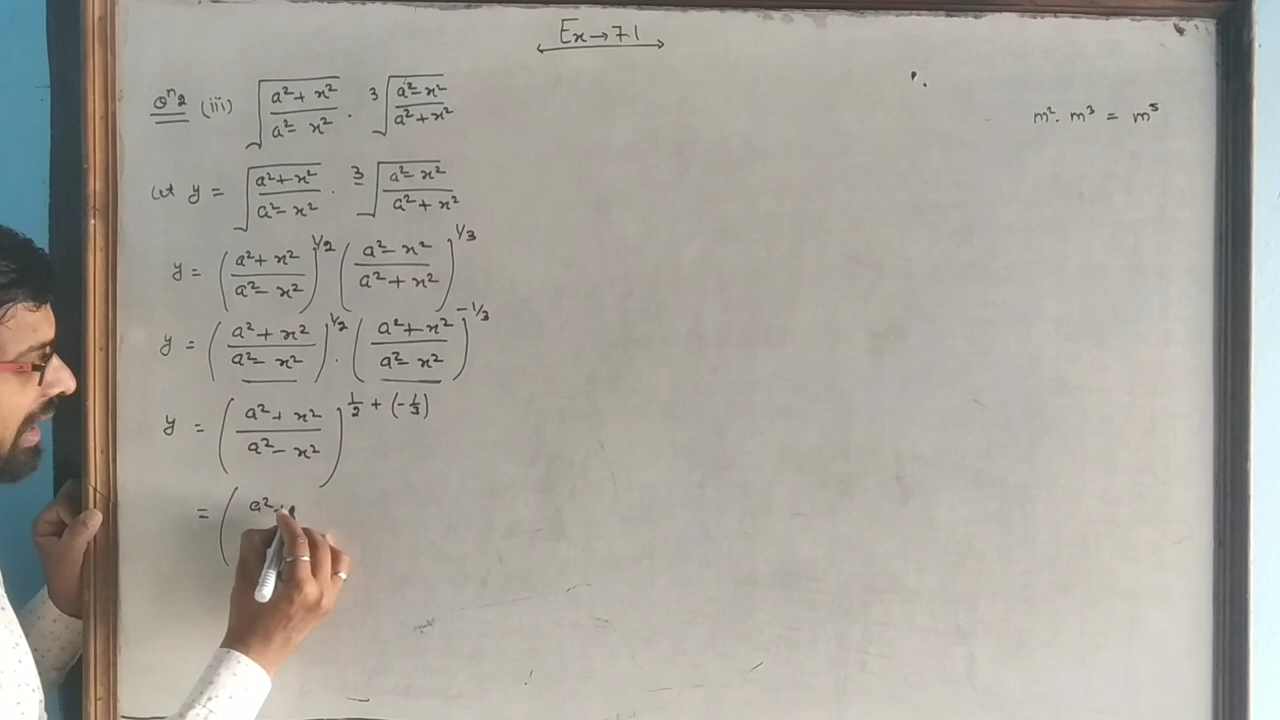 Ex→7.1
Qⁿ2 (iii) √((a²+x²)/(a²-x²)) . ³√((a²-x²)/(a²+x²))
m². m³ = m⁵
Let y = √((a²+x²)/(a²-x²)) . ³√((a²-x²)/(a²+x²))
y = ((a²+x²)/(a²-x²))^1/2 ((a²-x²)/(a²+x²))^1/3
y = ((a²+x²)/(a²-x²))^1/2 . ((a²+x²)/(a²-x²))^-1/3
y = ((a²+x²)/(a²-x²))^1/2+(-1/3)
= (a²+